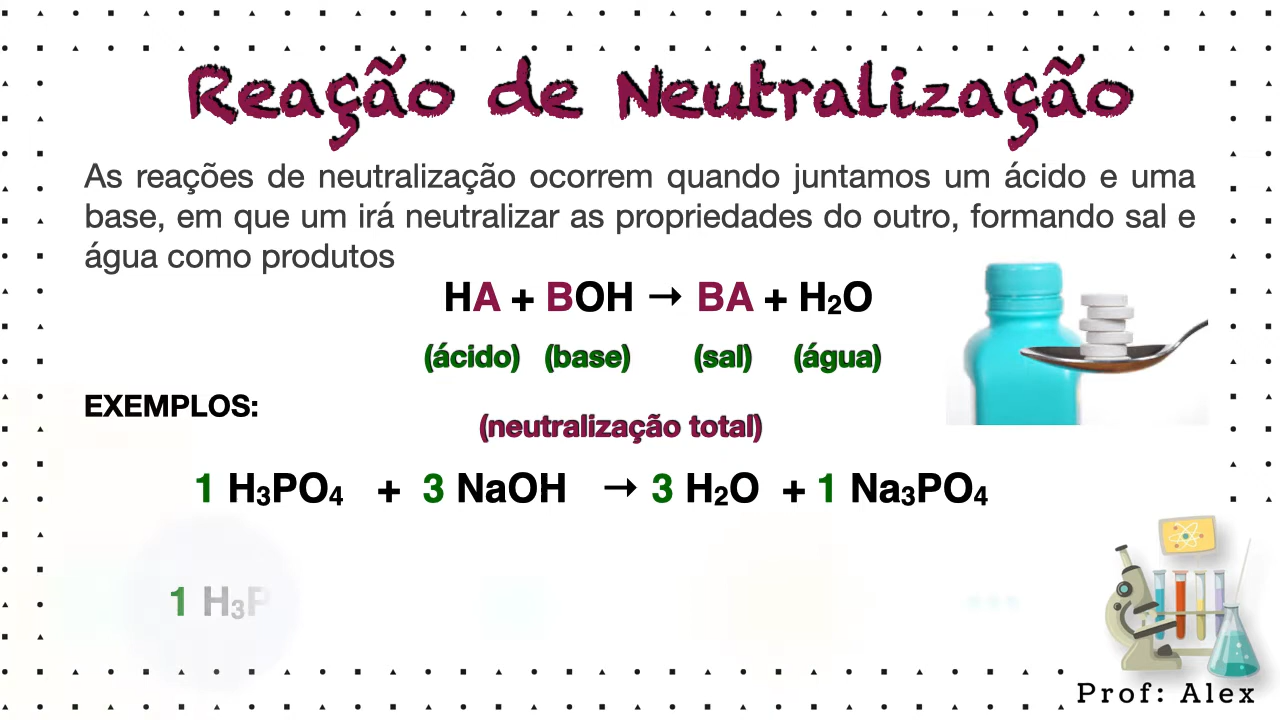 Reação de Neutralização
As reações de neutralização ocorrem quando juntamos um ácido e uma
base, em que um irá neutralizar as propriedades do outro, formando sal e
água como produtos
HA + BOH → BA + H₂O
(ácido) (base) (sal) (água)
EXEMPLOS:
(neutralização total)
1 H₃PO₄ + 3 NaOH → 3 H₂O + 1 Na₃PO₄
1 H₃P
Prof: Alex